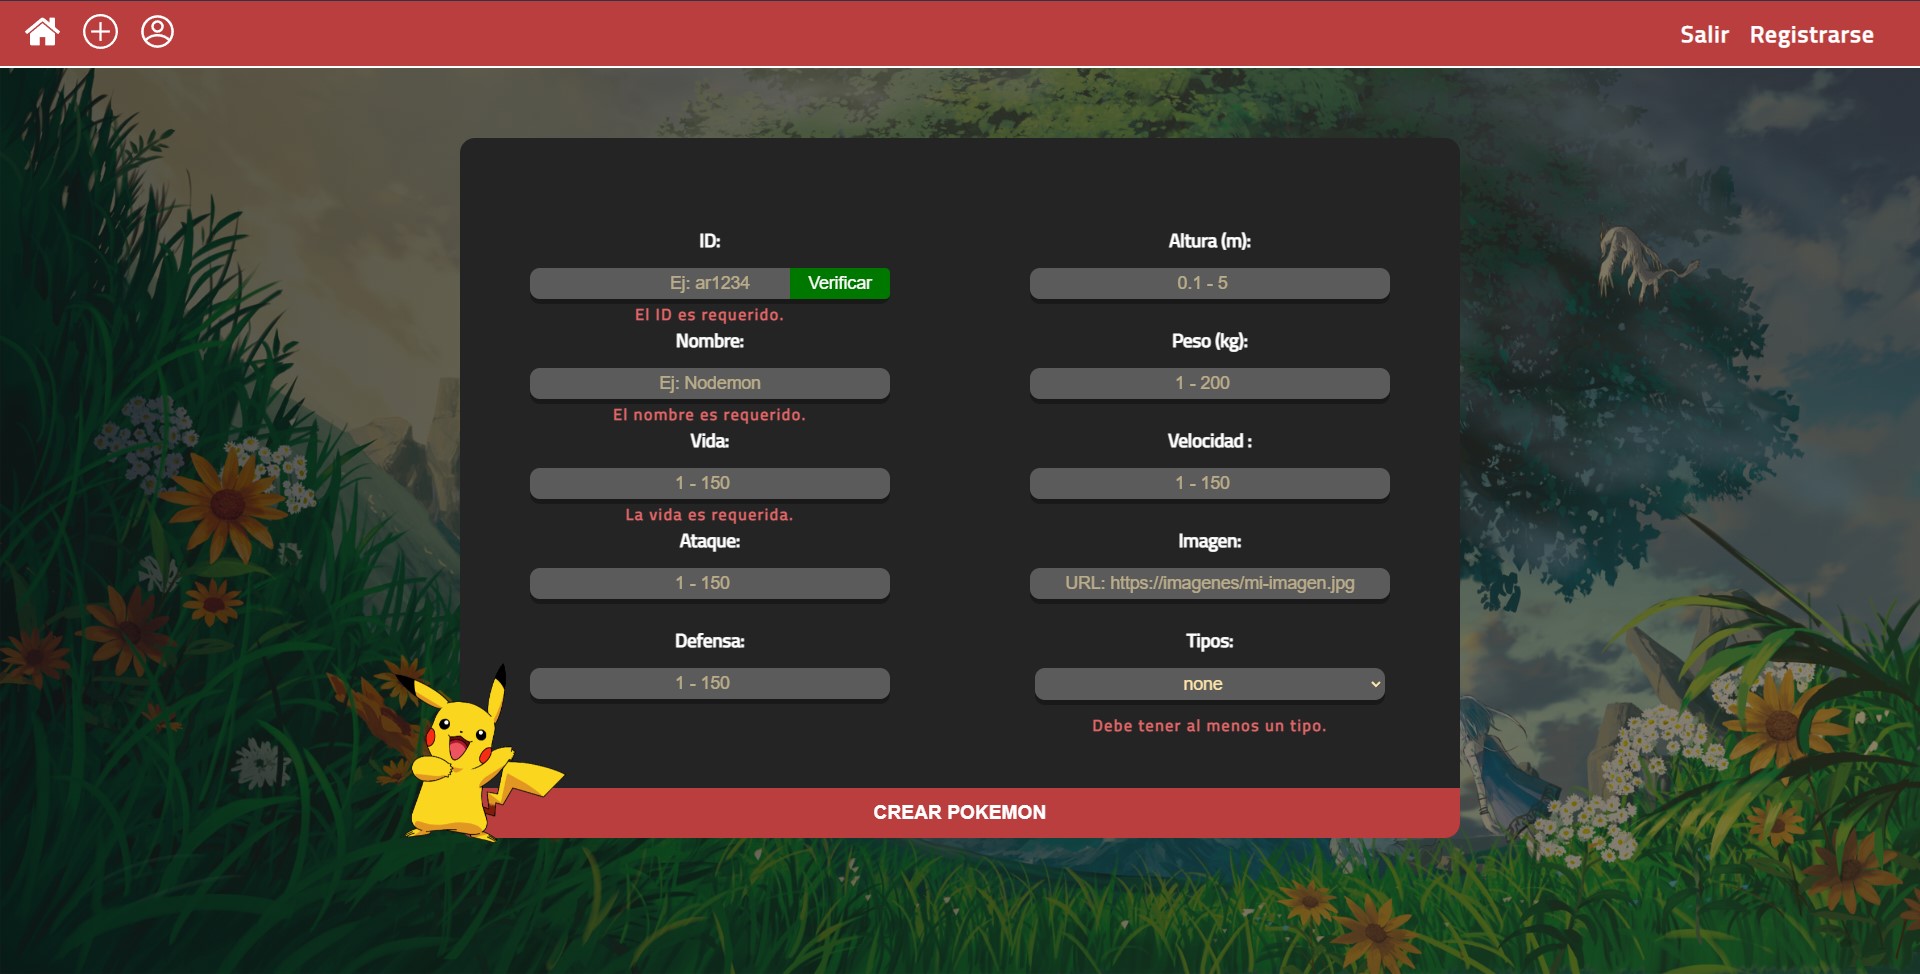 Salir Registrarse
ID:
Ej: ar1234 Verificar
El ID es requerido.
Nombre:
Ej: Nodemon
El nombre es requerido.
Vida:
1 - 150
La vida es requerida.
Ataque:
1 - 150
Defensa:
1 - 150
Altura (m):
0.1 - 5
Peso (kg):
1 - 200
Velocidad :
1 - 150
Imagen:
URL: https://imagenes/mi-imagen.jpg
Tipos:
none
Debe tener al menos un tipo.
CREAR POKEMON